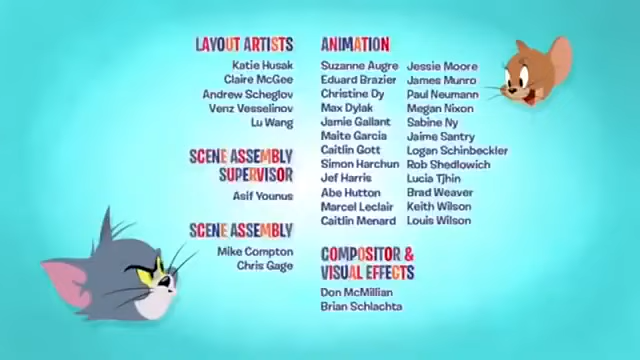 LAYOUT ARTISTS
Katie Husak
Claire McGee
Andrew Scheglov
Venz Vesselinov
Lu Wang
SCENE ASSEMBLY
SUPERVISOR
Asif Younus
SCENE ASSEMBLY
Mike Compton
Chris Gage
ANIMATION
Suzanne Augre
Eduard Brazier
Christine Dy
Max Dylak
Jamie Gallant
Maite Garcia
Caitlin Gott
Simon Harchun
Jef Harris
Abe Hutton
Marcel Leclair
Caitlin Menard
Jessie Moore
James Munro
Paul Neumann
Megan Nixon
Sabine Ny
Jaime Santry
Logan Schinbeckler
Rob Shedlowich
Lucia Tjhin
Brad Weaver
Keith Wilson
Louis Wilson
COMPOSITOR &
VISUAL EFFECTS
Don McMillian
Brian Schlachta